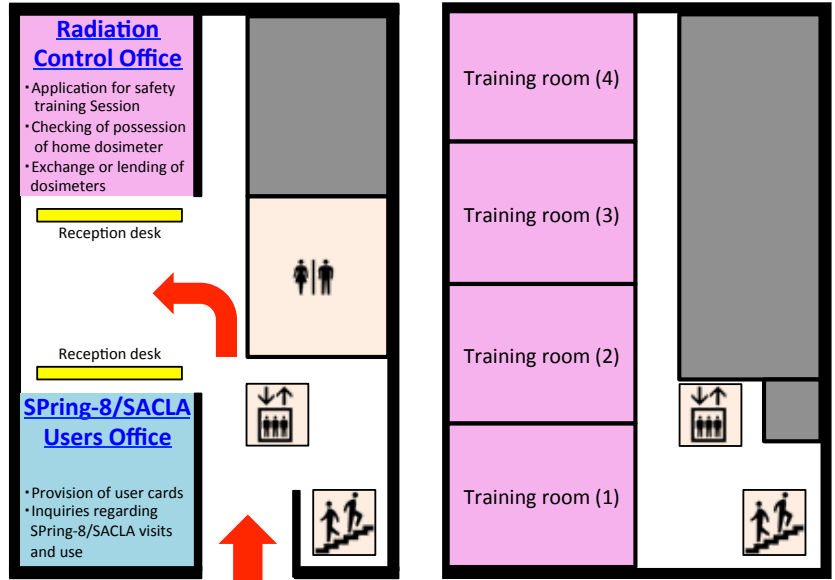 Radiation
Control Office
・Application for safety
training Session
・Checking of possession
of home dosimeter
・Exchange or lending of
dosimeters
Reception desk
Reception desk
SPring-8/SACLA
Users Office
・Provision of user cards
・Inquiries regarding
SPring-8/SACLA visits
and use
Training room (4)
Training room (3)
Training room (2)
Training room (1)